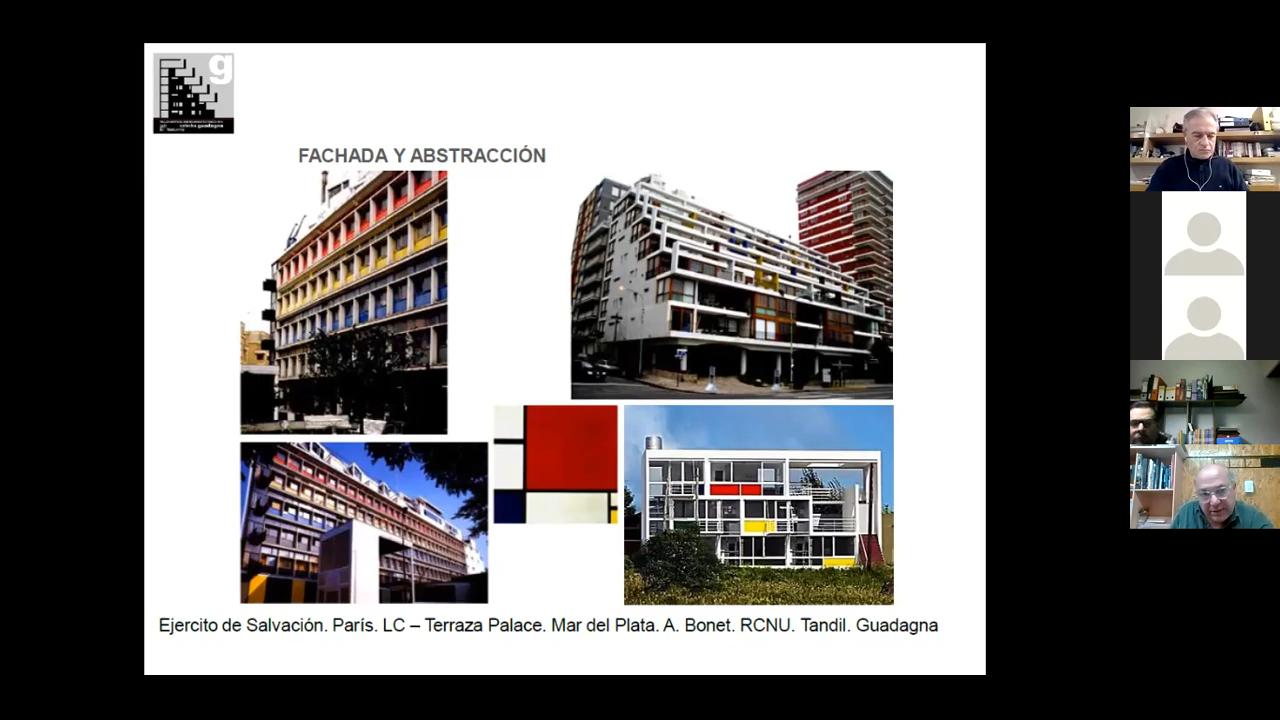 g
FACHADA Y ABSTRACCIÓN
Ejercito de Salvación. París. LC – Terraza Palace. Mar del Plata. A. Bonet. RCNU. Tandil. Guadagna